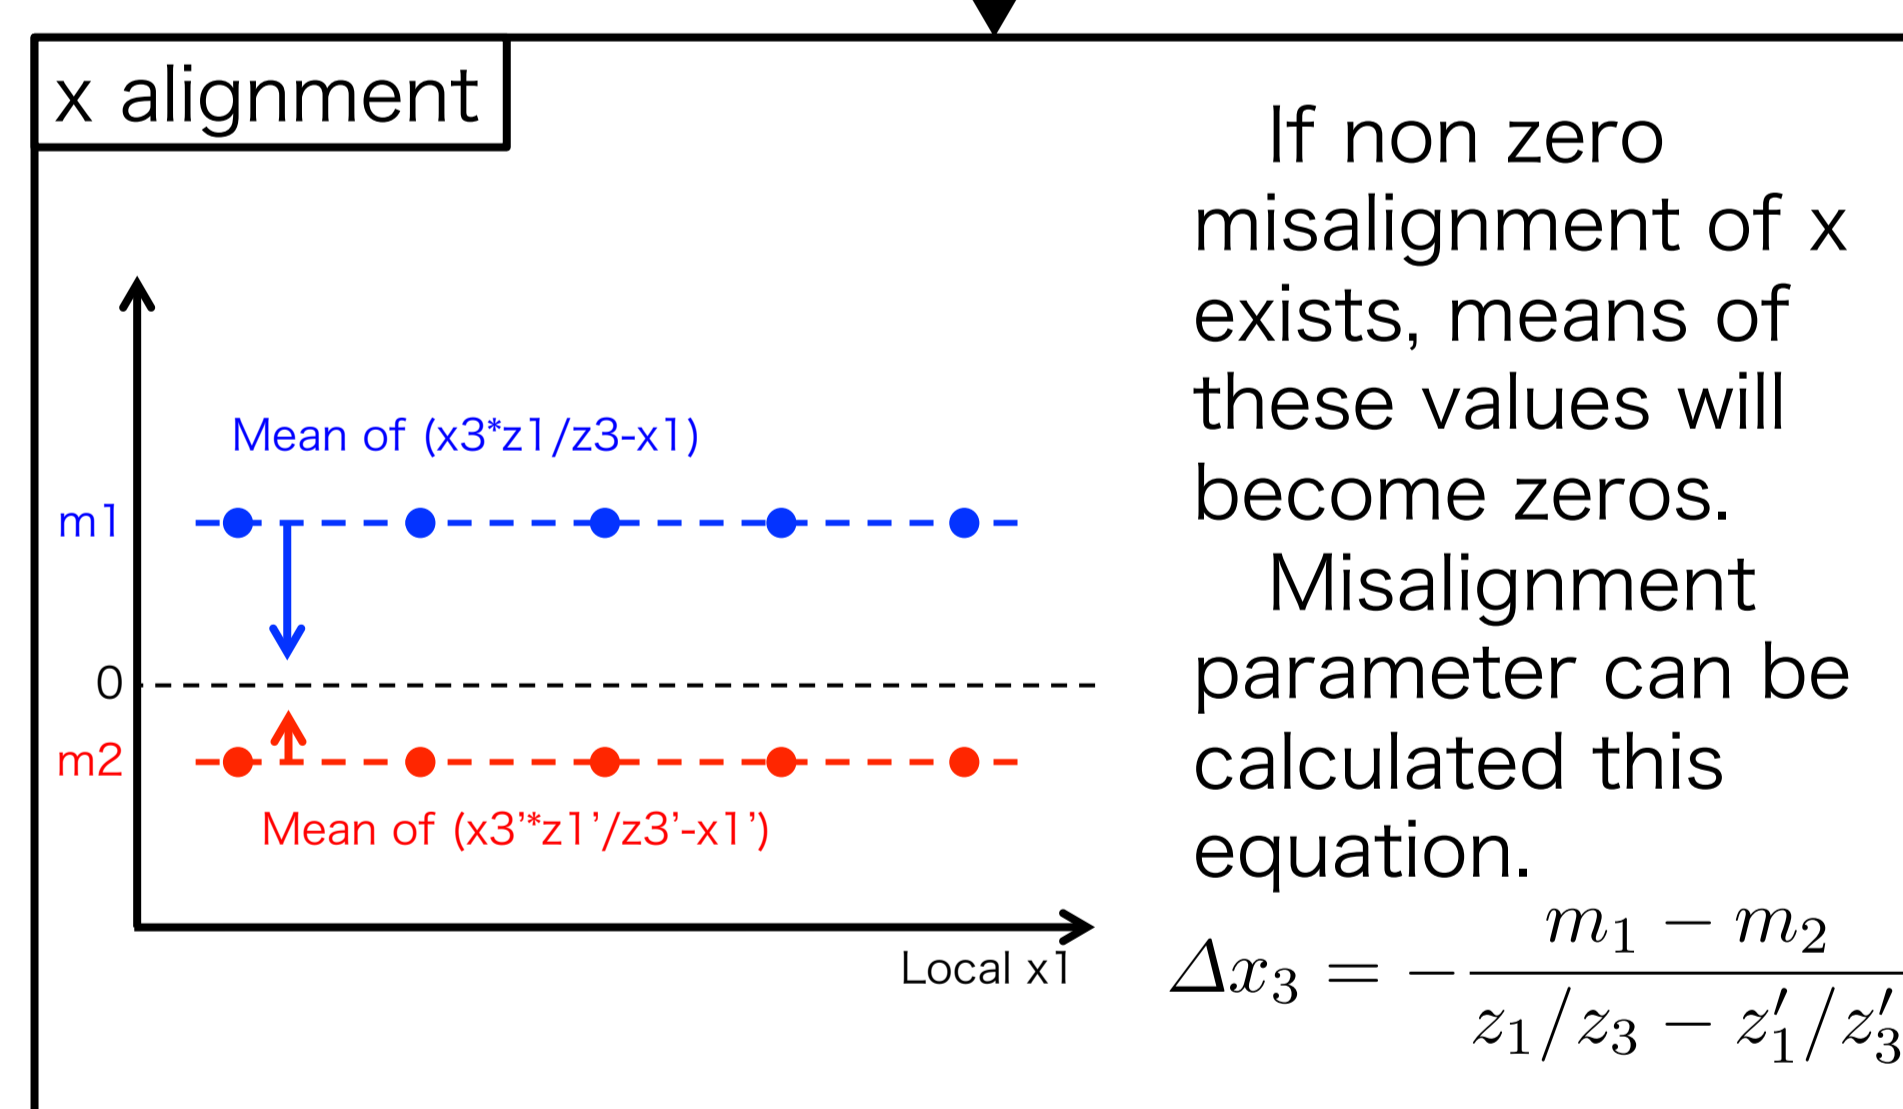 x alignment
If non zero
misalignment of x
exists, means of
these values will
become zeros.
Misalignment
parameter can be
calculated this
equation.
Δx₃ = − (m₁ − m₂) / (z₁/z₃ − z′₁/z′₃)
Mean of (x3*z1/z3-x1)
m1
0
m2
Mean of (x3’*z1’/z3’-x1’)
Local x1